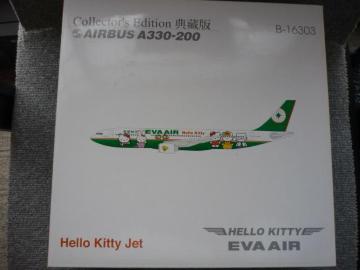 Collector's Edition 典藏版
AIRBUS A330-200
B-16303
EVA AIR
Hello Kitty
Hello Kitty Jet
HELLO KITTY
EVA AIR